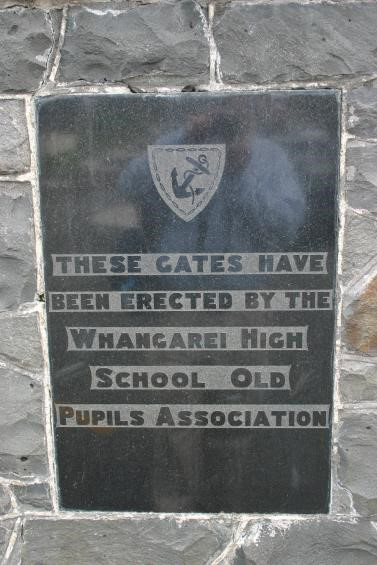 THESE GATES HAVE
BEEN ERECTED BY THE
WHANGAREI HIGH
SCHOOL OLD
PUPILS ASSOCIATION